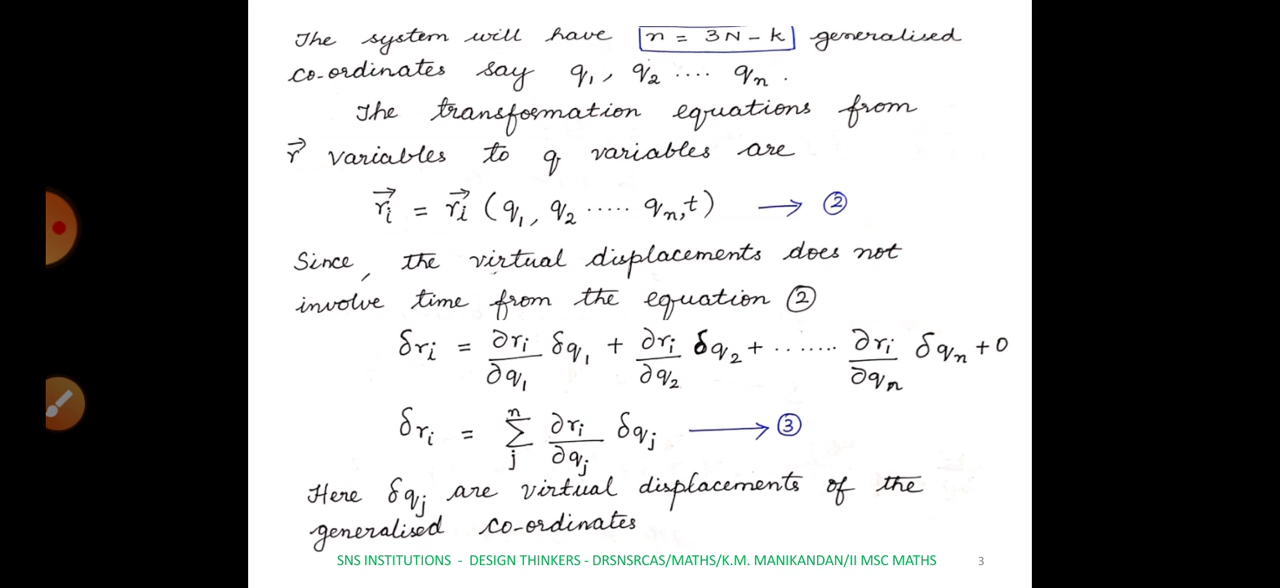 The system will have n = 3N - k generalised
co-ordinates say q₁, q₂ .... qₙ .
The transformation equations from
r⃗ variables to q variables are
r⃗ᵢ = r⃗ᵢ (q₁, q₂ ..... qₙ, t) → ②
Since, the virtual displacements does not
involve time from the equation ②
δrᵢ = ∂rᵢ/∂q₁ δq₁ + ∂rᵢ/∂q₂ δq₂ + ....... ∂rᵢ/∂qₙ δqₙ + 0
δrᵢ = Σⱼⁿ ∂rᵢ/∂qⱼ δqⱼ → ③
Here δqⱼ are virtual displacements of the
generalised co-ordinates
SNS INSTITUTIONS - DESIGN THINKERS - DRSNSRCAS/MATHS/K.M. MANIKANDAN/II MSC MATHS 3